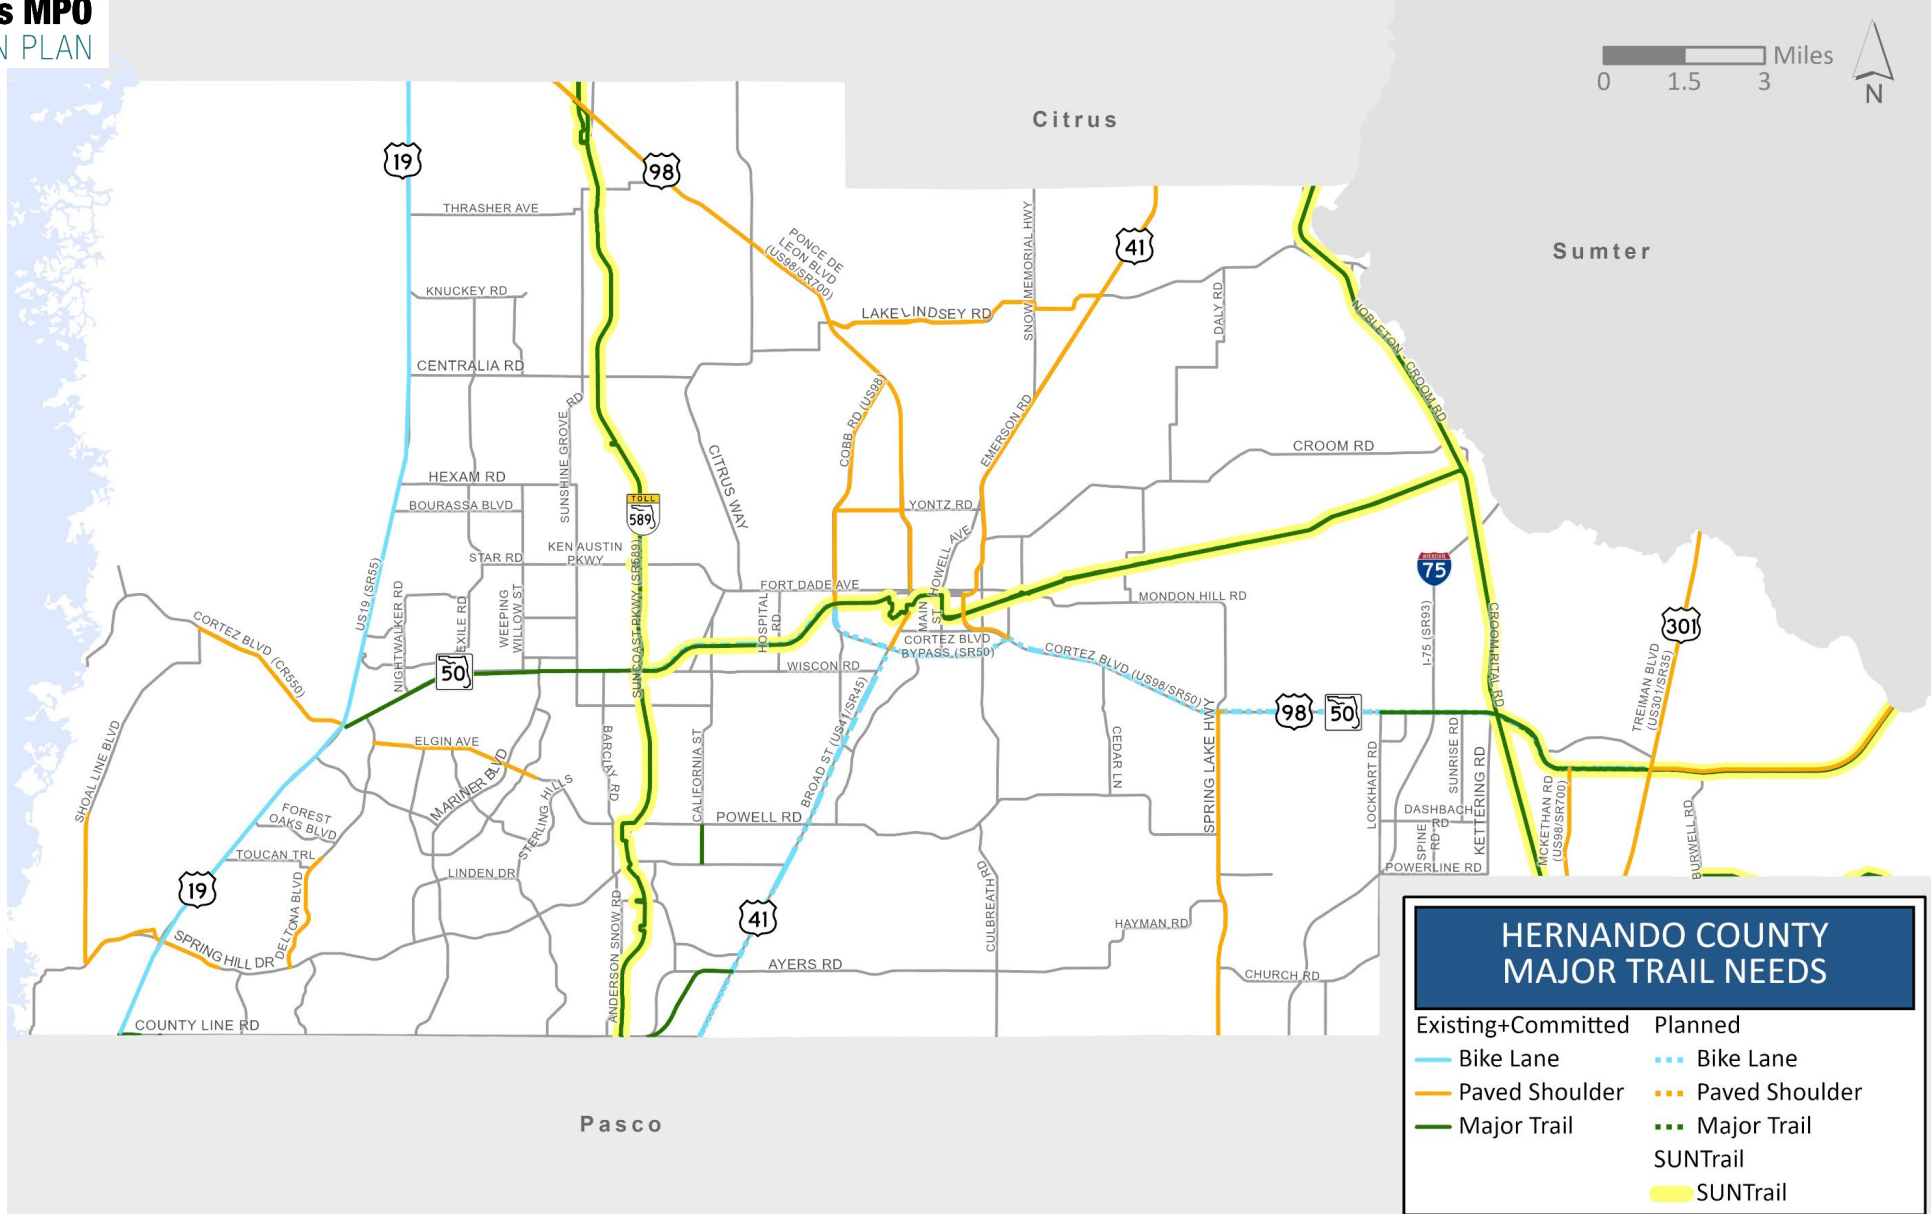 s MPO
N PLAN
Miles
0 1.5 3
N
Citrus
Sumter
Pasco
19
98
41
THRASHER AVE
PONCE DE
LEON BLVD
(US98/SR700)
SNOW MEMORIAL HWY
KNUCKEY RD
LAKE LINDSEY RD
DALY RD
NOBLETON - CROOM RD
CENTRALIA RD
SUNSHINE GROVE RD
COBB RD (US98)
EMERSON RD
CROOM RD
CITRUS WAY
HEXAM RD
BOURASSA BLVD
TOLL
589
YONTZ RD
HOWELL AVE
KEN AUSTIN
PKWY
STAR RD
US 19 (SR55)
SUNCOAST PKWY (SR589)
FORT DADE AVE
INTERSTATE
75
NIGHTWALKER RD
EXILE RD
WEEPING
WILLOW ST
HOSPITAL
RD
MAIN
ST
MONDON HILL RD
I-75 (SR93)
CROOM RITAL RD
301
CORTEZ BLVD (CR550)
50
CORTEZ BLVD
BYPASS (SR50)
CORTEZ BLVD (US98/SR50)
WISCON RD
TREIMAN BLVD
(US301/SR35)
98
50
SHOAL LINE BLVD
ELGIN AVE
MARINER BLVD
BARCLAY RD
CALIFORNIA ST
BROAD ST (US41/SR45)
CEDAR LN
SPRING LAKE HWY
LOCKHART RD
SUNRISE RD
KETTERING RD
STERLING HILLS
FOREST
OAKS BLVD
POWELL RD
DASHBACH
RD
SPINE
RD
MCKETHAN RD
(US98/SR700)
BURWELL RD
TOUCAN TRL
LINDEN DR
POWERLINE RD
19
DELTONA BLVD
ANDERSON SNOW RD
41
CULBREATH RD
HAYMAN RD
SPRING HILL DR
AYERS RD
CHURCH RD
COUNTY LINE RD
HERNANDO COUNTY
MAJOR TRAIL NEEDS
Existing+Committed Planned
Bike Lane Bike Lane
Paved Shoulder Paved Shoulder
Major Trail Major Trail
SUNTrail
SUNTrail